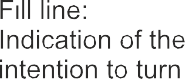 Fill line:
Indication of the
intention to turn